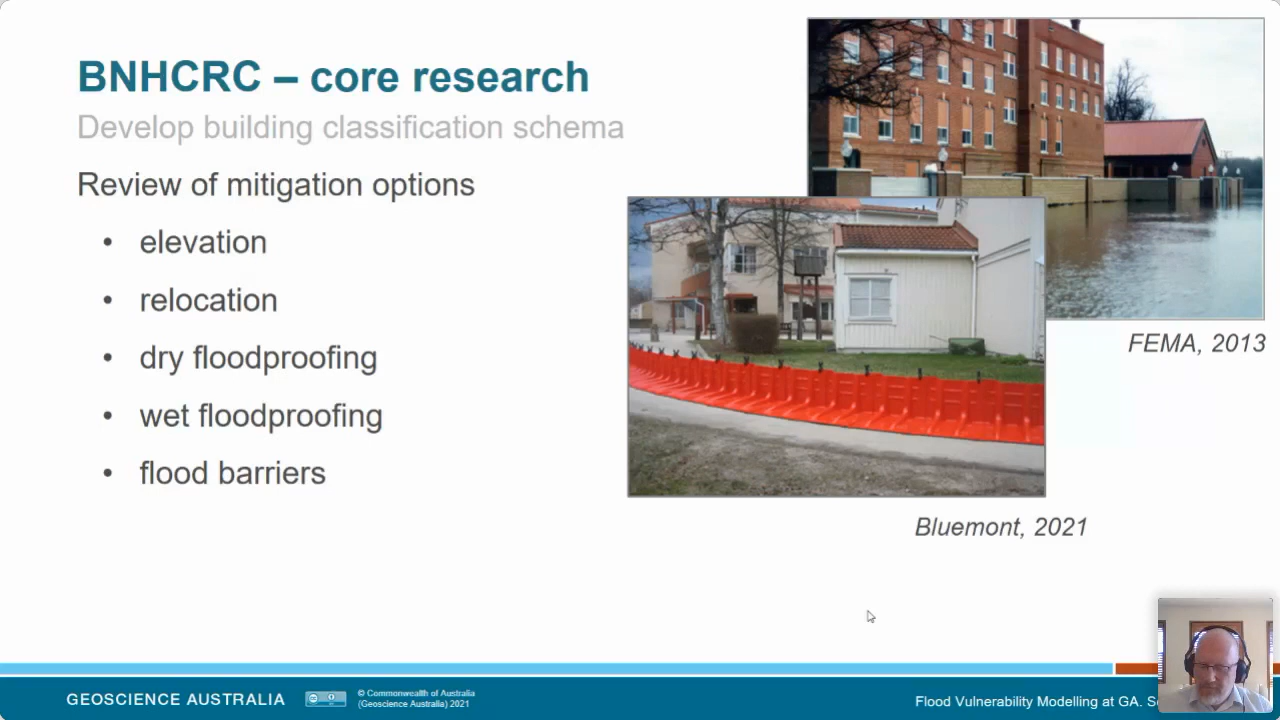 BNHCRC – core research
Develop building classification schema
Review of mitigation options
• elevation
• relocation
• dry floodproofing
• wet floodproofing
• flood barriers
FEMA, 2013
Bluemont, 2021
GEOSCIENCE AUSTRALIA
© Commonwealth of Australia
(Geoscience Australia) 2021
Flood Vulnerability Modelling at GA.